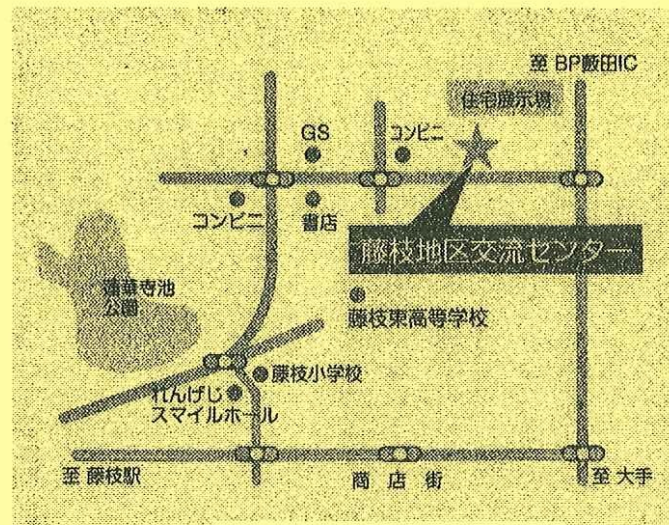 至 BP藪田IC
住宅展示場
GS
コンビニ
コンビニ
書店
藤枝地区交流センター
蓮華寺池
公園
藤枝東高等学校
藤枝小学校
れんげじ
スマイルホール
至 藤枝駅
商店街
至 大手